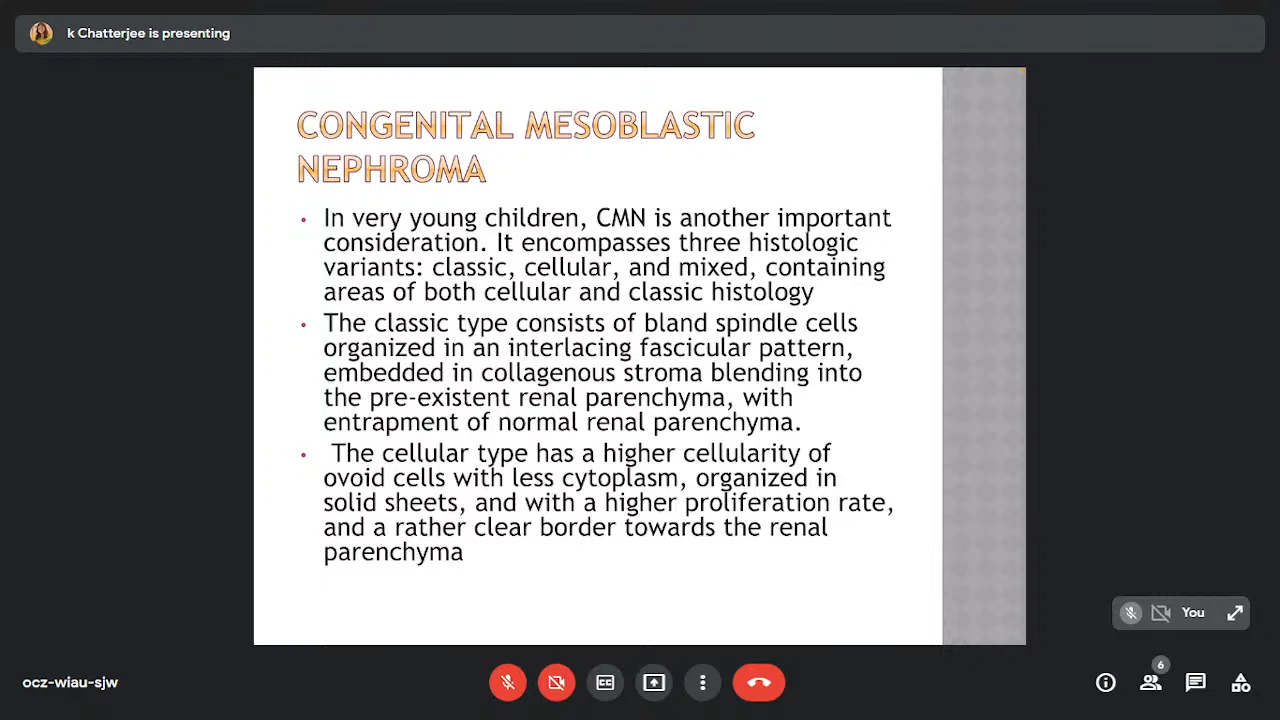 k Chatterjee is presenting
CONGENITAL MESOBLASTIC
NEPHROMA
• In very young children, CMN is another important
consideration. It encompasses three histologic
variants: classic, cellular, and mixed, containing
areas of both cellular and classic histology
• The classic type consists of bland spindle cells
organized in an interlacing fascicular pattern,
embedded in collagenous stroma blending into
the pre-existent renal parenchyma, with
entrapment of normal renal parenchyma.
• The cellular type has a higher cellularity of
ovoid cells with less cytoplasm, organized in
solid sheets, and with a higher proliferation rate,
and a rather clear border towards the renal
parenchyma
You
ocz-wiau-sjw
CC
6